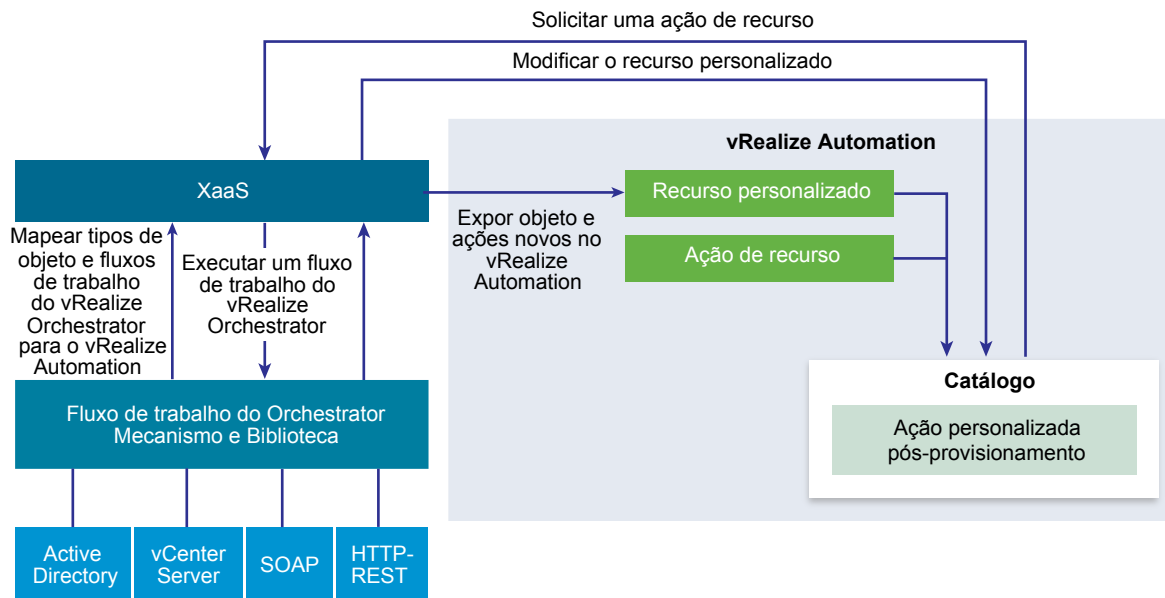 Solicitar uma ação de recurso
Modificar o recurso personalizado
vRealize Automation
XaaS
Recurso personalizado
Expor objeto e
ações novos no
vRealize
Automation
Ação de recurso
Mapear tipos de
objeto e fluxos
de trabalho
do vRealize
Orchestrator
para o vRealize
Automation
Executar um fluxo
de trabalho do
vRealize
Orchestrator
Catálogo
Ação personalizada
pós-provisionamento
Fluxo de trabalho do Orchestrator
Mecanismo e Biblioteca
Active
Directory
vCenter
Server
SOAP
HTTP-
REST